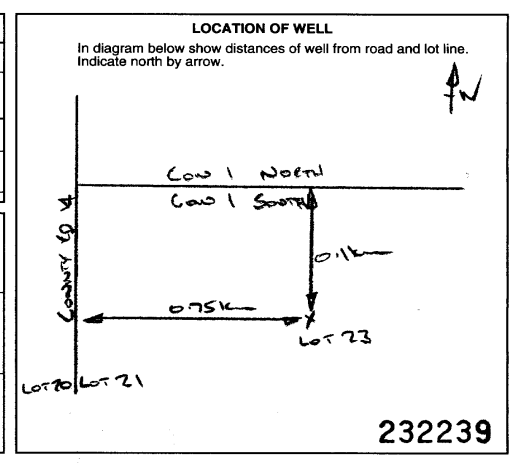 LOCATION OF WELL
In diagram below show distances of well from road and lot line.
Indicate north by arrow.
N
CON 1 NORTH
CON 1 SOUTH
COUNTY RD 14
0.1km
0.75km
LOT 23
LOT 20 LOT 21
232239